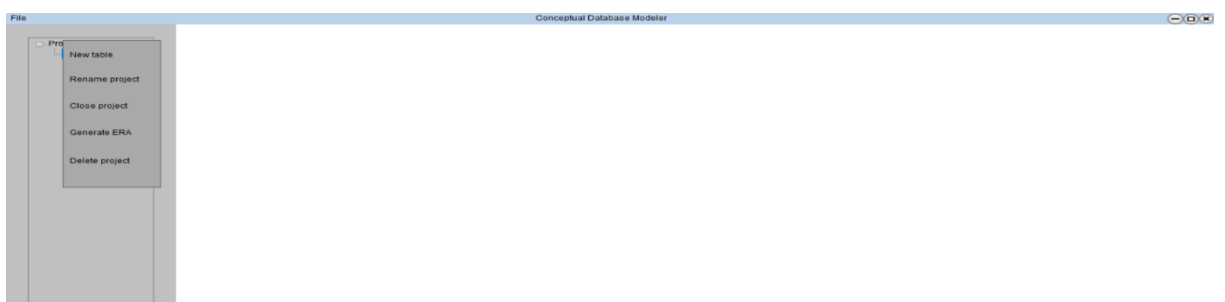 File Conceptual Database Modeler
Pro
New table
Rename project
Close project
Generate ERA
Delete project